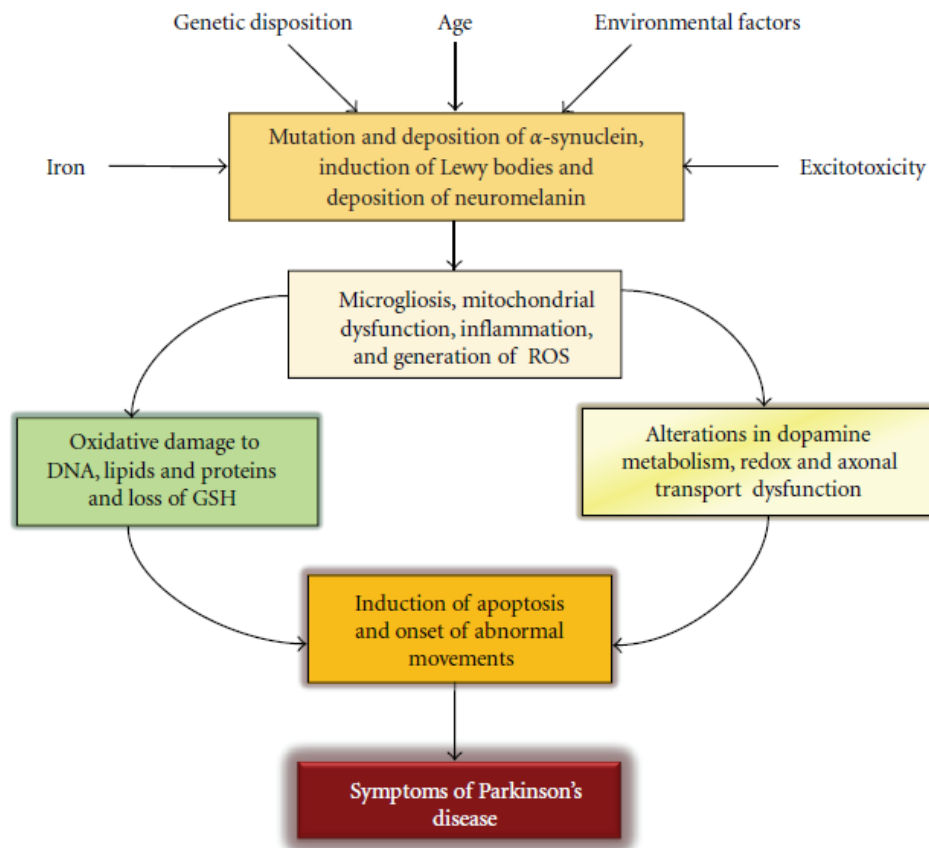 Genetic disposition
Age
Environmental factors
Iron
Mutation and deposition of α-synuclein,
induction of Lewy bodies and
deposition of neuromelanin
Excitotoxicity
Microgliosis, mitochondrial
dysfunction, inflammation,
and generation of ROS
Oxidative damage to
DNA, lipids and proteins
and loss of GSH
Alterations in dopamine
metabolism, redox and axonal
transport dysfunction
Induction of apoptosis
and onset of abnormal
movements
Symptoms of Parkinson's
disease